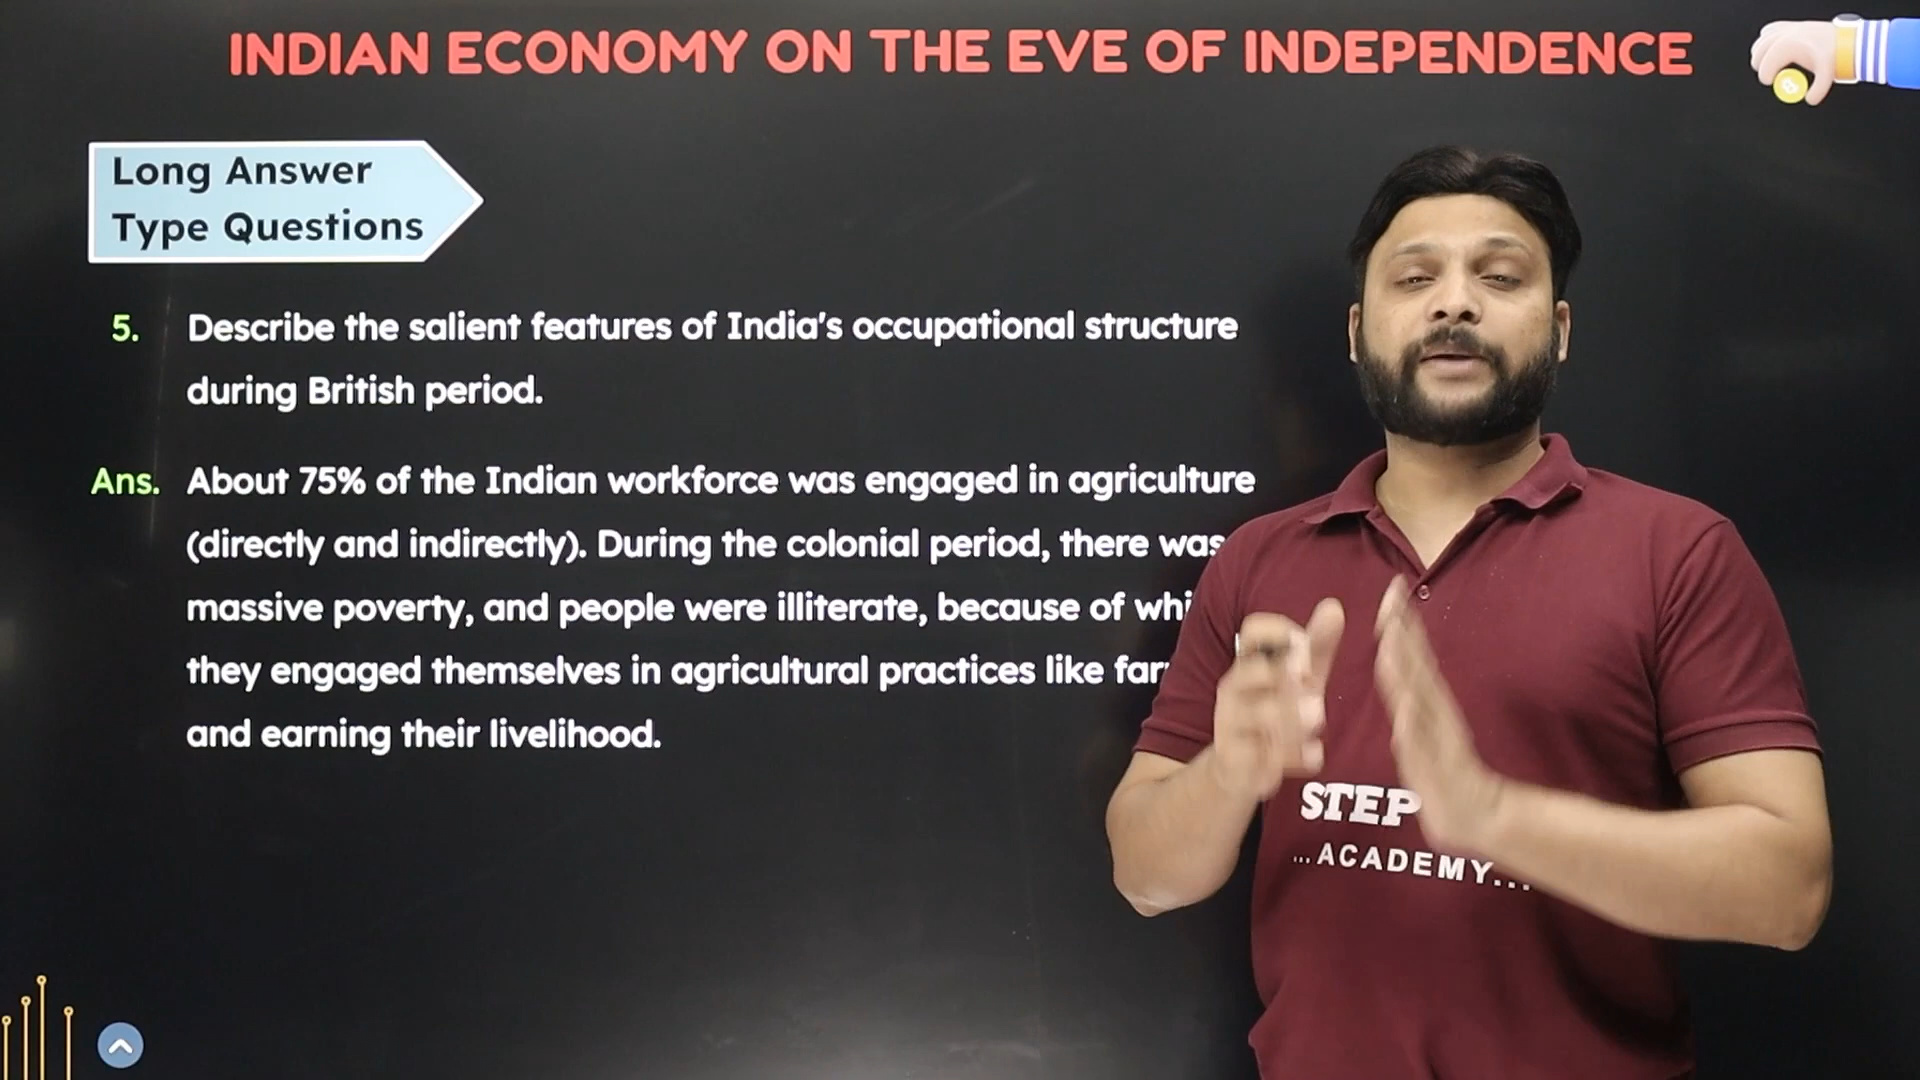 INDIAN ECONOMY ON THE EVE OF INDEPENDENCE
Long Answer
Type Questions
5. Describe the salient features of India's occupational structure
during British period.
Ans. About 75% of the Indian workforce was engaged in agriculture
(directly and indirectly). During the colonial period, there was
massive poverty, and people were illiterate, because of
they engaged themselves in agricultural practices like
and earning their livelihood.
STEP
...ACADEMY...